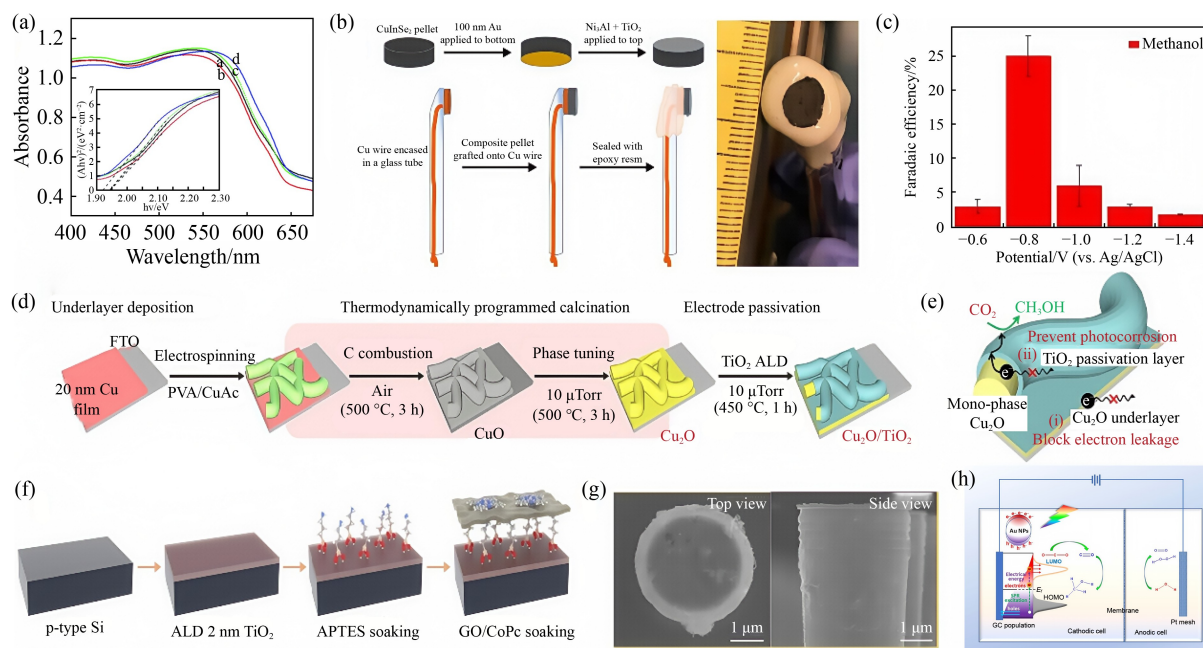 (a)
1.2
1.0
0.8
0.6
0.4
Absorbance
a
b
c
d
7
6
5
4
3
2
1
0
(Ahν)²/(eV²·cm⁻²)
1.90
2.00
2.10
2.20
2.30
hν/eV
400
450
500
550
600
650
Wavelength/nm
(b)
CuInSe₂ pellet
100 nm Au
applied to bottom
Ni₃Al + TiO₂
applied to top
Cu wire encased
in a glass tube
Composite pellet
grafted onto Cu wire
Sealed with
epoxy resm
(c)
Methanol
25
20
15
10
5
0
Faradaic efficiency/%
−0.6
−0.8
−1.0
−1.2
−1.4
Potential/V (vs. Ag/AgCl)
(d)
Underlayer deposition
Thermodynamically programmed calcination
Electrode passivation
FTO
20 nm Cu
film
Electrospinning
PVA/CuAc
C combustion
Air
(500 °C, 3 h)
CuO
Phase tuning
10 μTorr
(500 °C, 3 h)
Cu₂O
TiO₂ ALD
10 μTorr
(450 °C, 1 h)
Cu₂O/TiO₂
(e)
CO₂
CH₃OH
Prevent photocorrosion
(ii)
TiO₂ passivation layer
e
Mono-phase
Cu₂O
e
(i)
Cu₂O underlayer
Block electron leakage
(f)
p-type Si
ALD 2 nm TiO₂
APTES soaking
GO/CoPc soaking
(g)
Top view
1 μm
Side view
1 μm
(h)
Au NPs
LUMO
Electrical
energy
electrons
SPR
excitation
holes
HOMO
GC population
Membrane
Cathodic cell
Anodic cell
Pt mesh